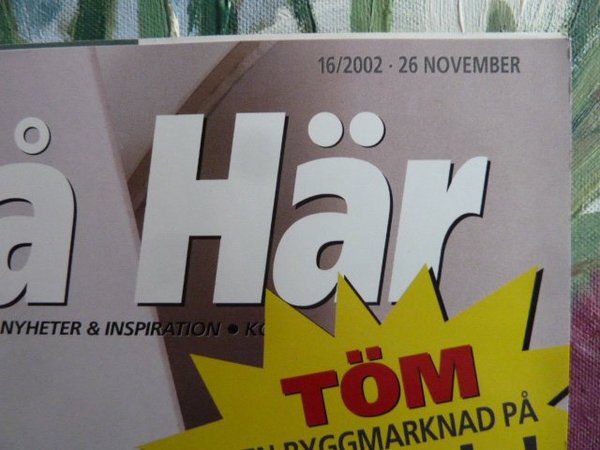 16/2002 · 26 NOVEMBER
å Här
NYHETER & INSPIRATION •
TÖM
BYGGMARKNAD PÅ